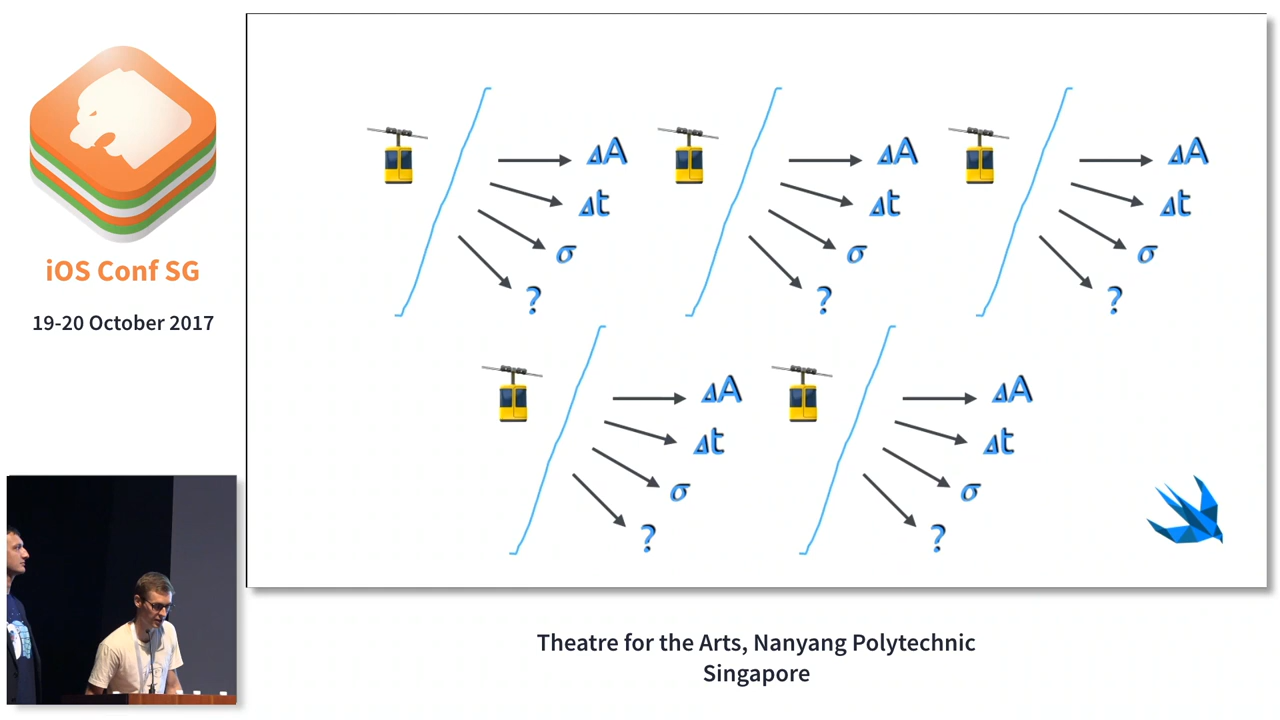 iOS Conf SG
19-20 October 2017
ΔA ΔA ΔA
Δt Δt Δt
σ σ σ
? ? ?
ΔA ΔA
Δt Δt
σ σ
? ?
Theatre for the Arts, Nanyang Polytechnic
Singapore